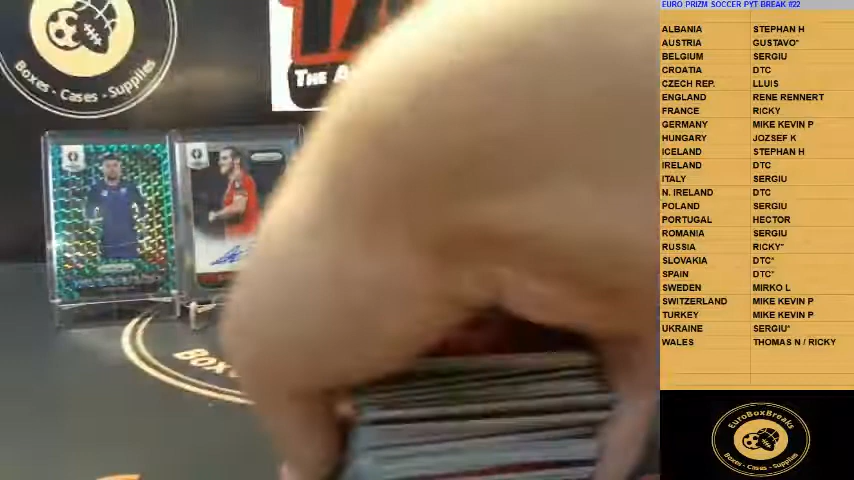 EURO PRIZM SOCCER PYT BREAK #22
ALBANIA STEPHAN H
AUSTRIA GUSTAVO*
BELGIUM SERGIU
CROATIA DTC
CZECH REP. LLUIS
ENGLAND RENE RENNERT
FRANCE RICKY
GERMANY MIKE KEVIN P
HUNGARY JOZSEF K
ICELAND STEPHAN H
IRELAND DTC
ITALY SERGIU
N. IRELAND DTC
POLAND SERGIU
PORTUGAL HECTOR
ROMANIA SERGIU
RUSSIA RICKY*
SLOVAKIA DTC*
SPAIN DTC*
SWEDEN MIRKO L
SWITZERLAND MIKE KEVIN P
TURKEY MIKE KEVIN P
UKRAINE SERGIU*
WALES THOMAS N / RICKY
EuroBoxBreaks
Boxes - Cases - Supplies
Boxes - Cases - Supplies
THE A
PRIZM
Box